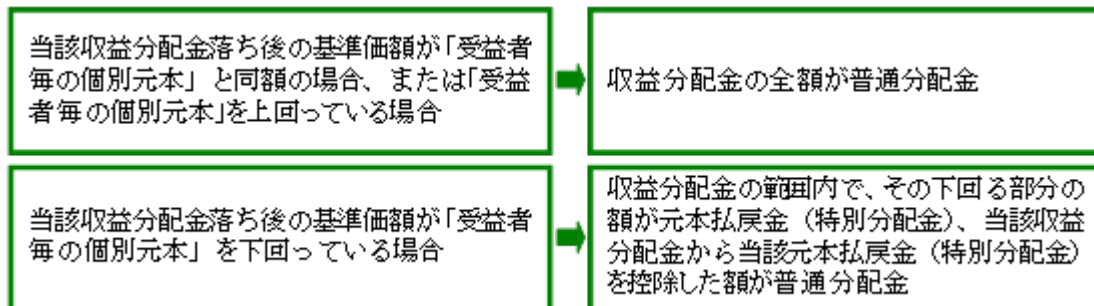 当該収益分配金落ち後の基準価額が「受益者
毎の個別元本」と同額の場合、または「受益
者毎の個別元本」を上回っている場合
収益分配金の全額が普通分配金
当該収益分配金落ち後の基準価額が「受益者
毎の個別元本」を下回っている場合
収益分配金の範囲内で、その下回る部分の
額が元本払戻金（特別分配金）、当該収益
分配金から当該元本払戻金（特別分配金）
を控除した額が普通分配金